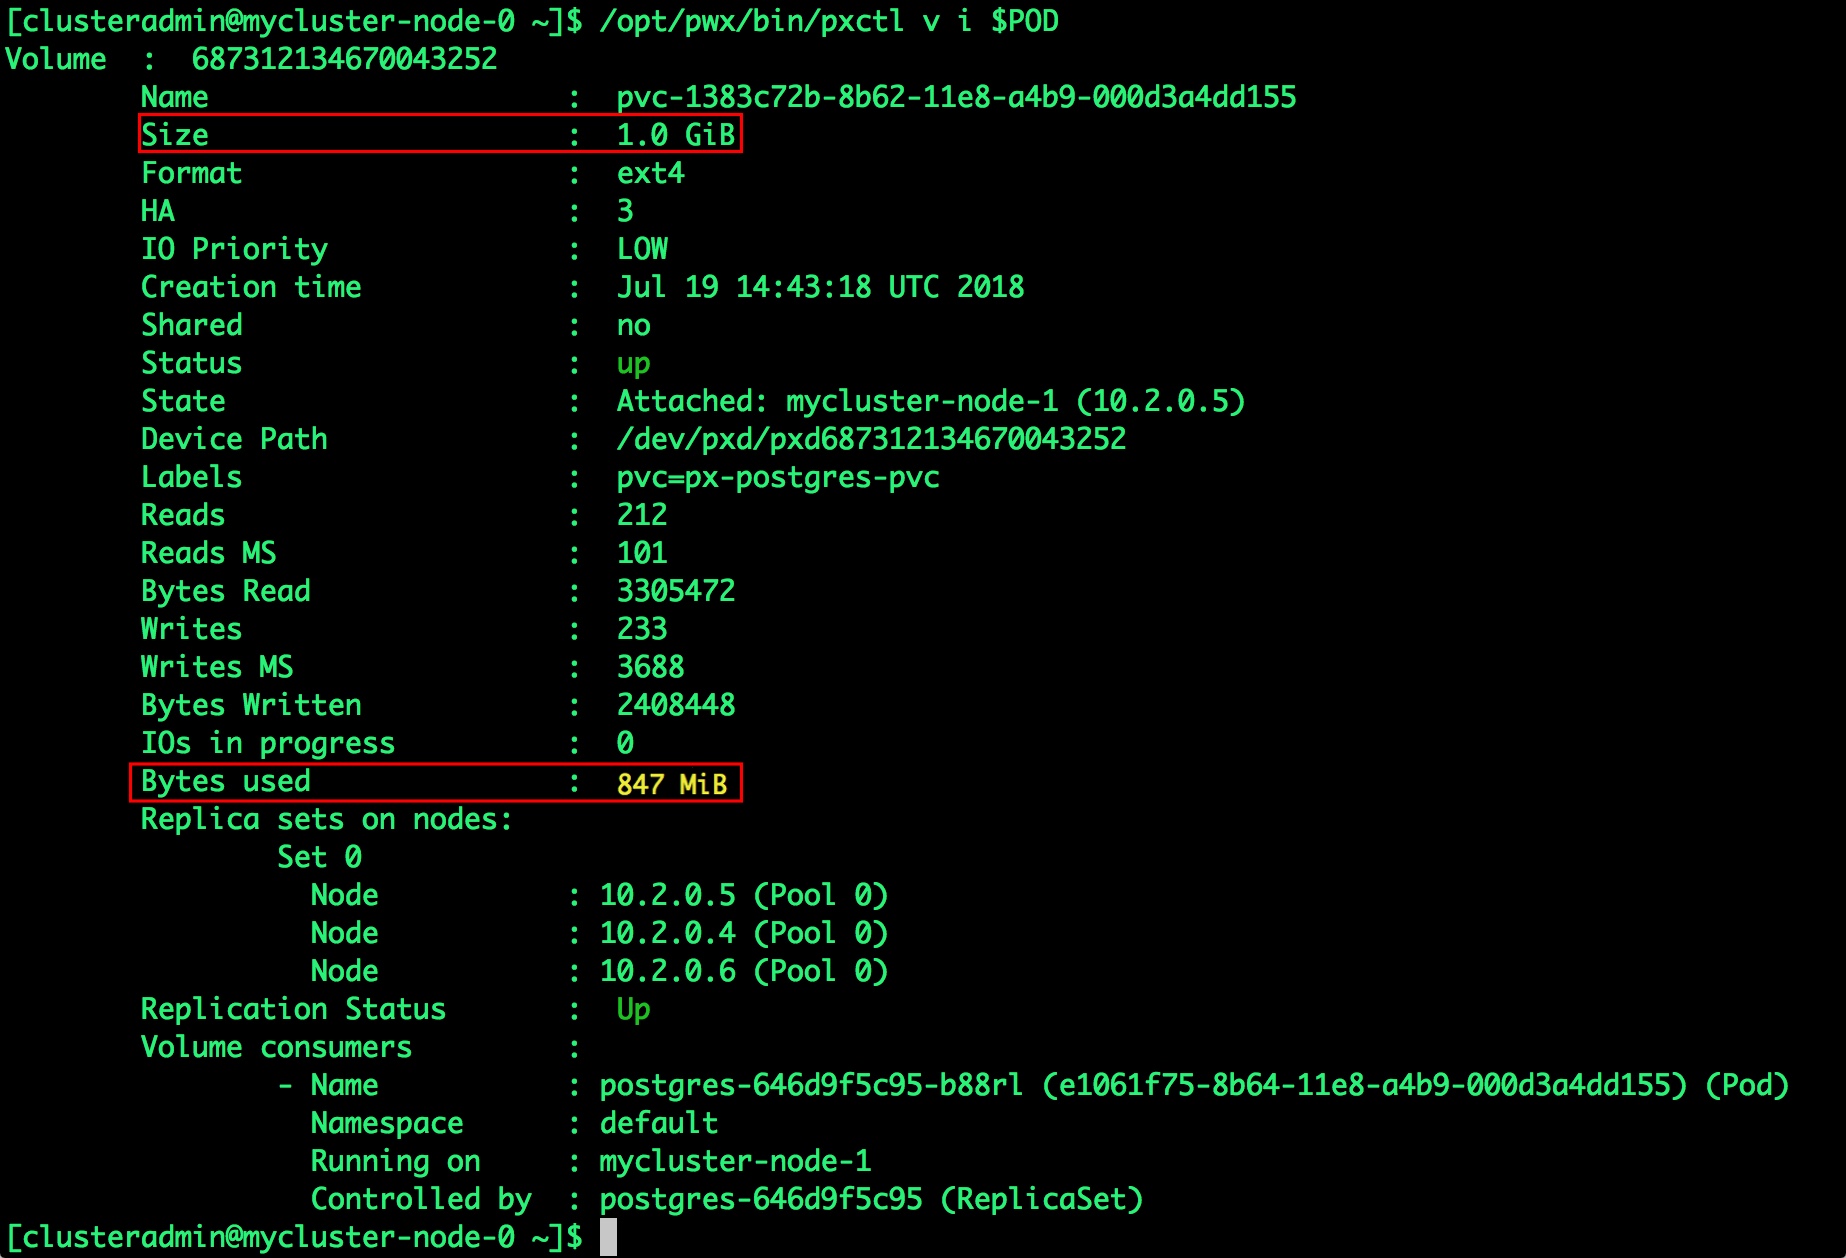 [clusteradmin@mycluster-node-0 ~]$ /opt/pwx/bin/pxctl v i $POD
Volume : 687312134670043252
Name : pvc-1383c72b-8b62-11e8-a4b9-000d3a4dd155
Size : 1.0 GiB
Format : ext4
HA : 3
IO Priority : LOW
Creation time : Jul 19 14:43:18 UTC 2018
Shared : no
Status : up
State : Attached: mycluster-node-1 (10.2.0.5)
Device Path : /dev/pxd/pxd687312134670043252
Labels : pvc=px-postgres-pvc
Reads : 212
Reads MS : 101
Bytes Read : 3305472
Writes : 233
Writes MS : 3688
Bytes Written : 2408448
IOs in progress : 0
Bytes used : 847 MiB
Replica sets on nodes:
Set 0
Node : 10.2.0.5 (Pool 0)
Node : 10.2.0.4 (Pool 0)
Node : 10.2.0.6 (Pool 0)
Replication Status : Up
Volume consumers :
- Name : postgres-646d9f5c95-b88rl (e1061f75-8b64-11e8-a4b9-000d3a4dd155) (Pod)
Namespace : default
Running on : mycluster-node-1
Controlled by : postgres-646d9f5c95 (ReplicaSet)
[clusteradmin@mycluster-node-0 ~]$